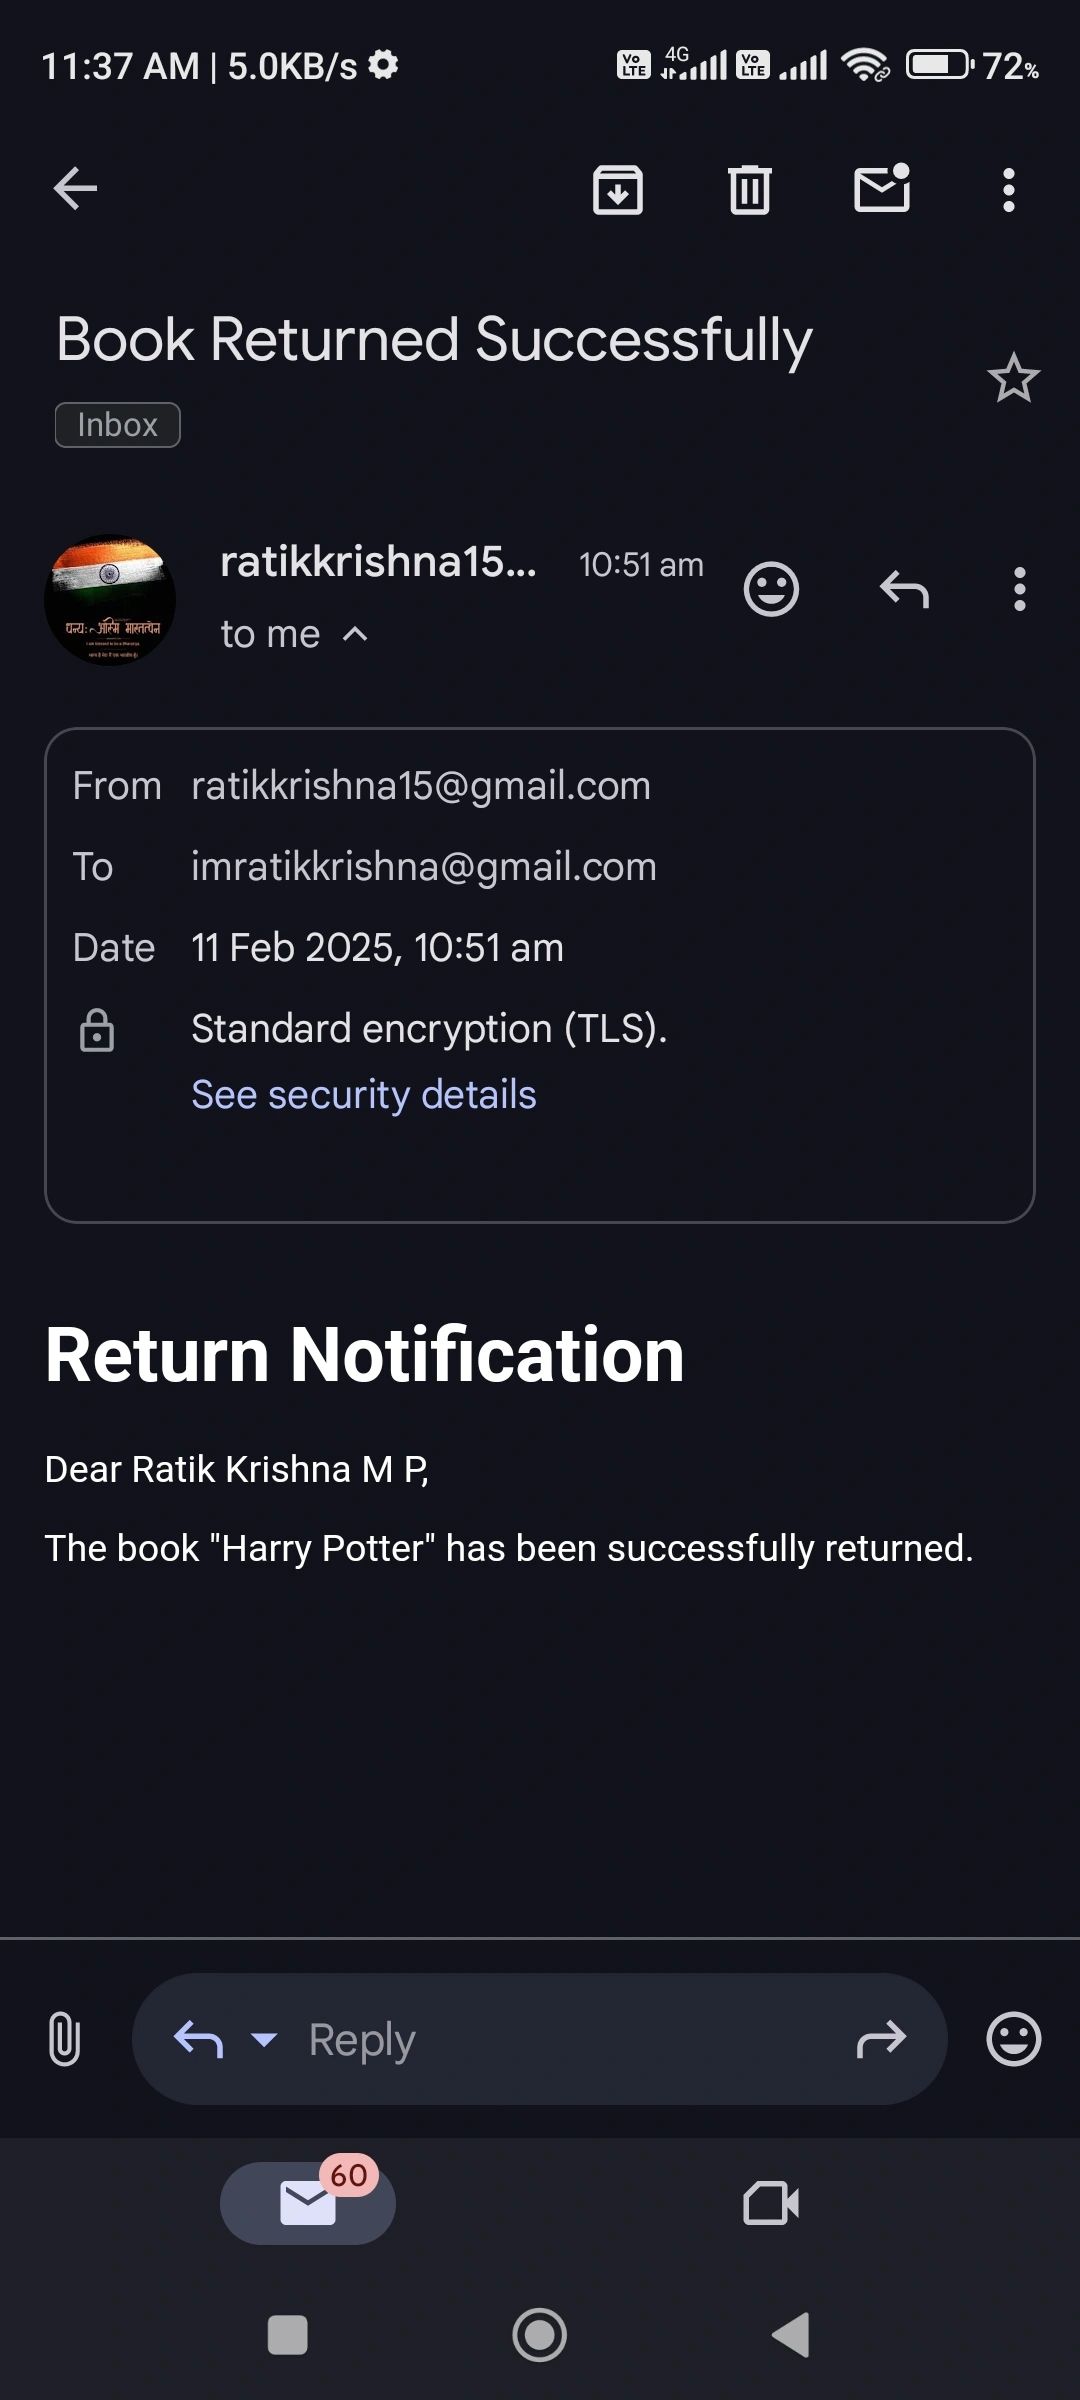 11:37 AM | 5.0KB/s
Vo LTE 4G Vo LTE 72%
Book Returned Successfully
Inbox
ratikkrishna15... 10:51 am
to me
धन्यः अस्मि भारतत्वेन
From ratikkrishna15@gmail.com
To imratikkrishna@gmail.com
Date 11 Feb 2025, 10:51 am
Standard encryption (TLS).
See security details
Return Notification
Dear Ratik Krishna M P,
The book "Harry Potter" has been successfully returned.
Reply
60